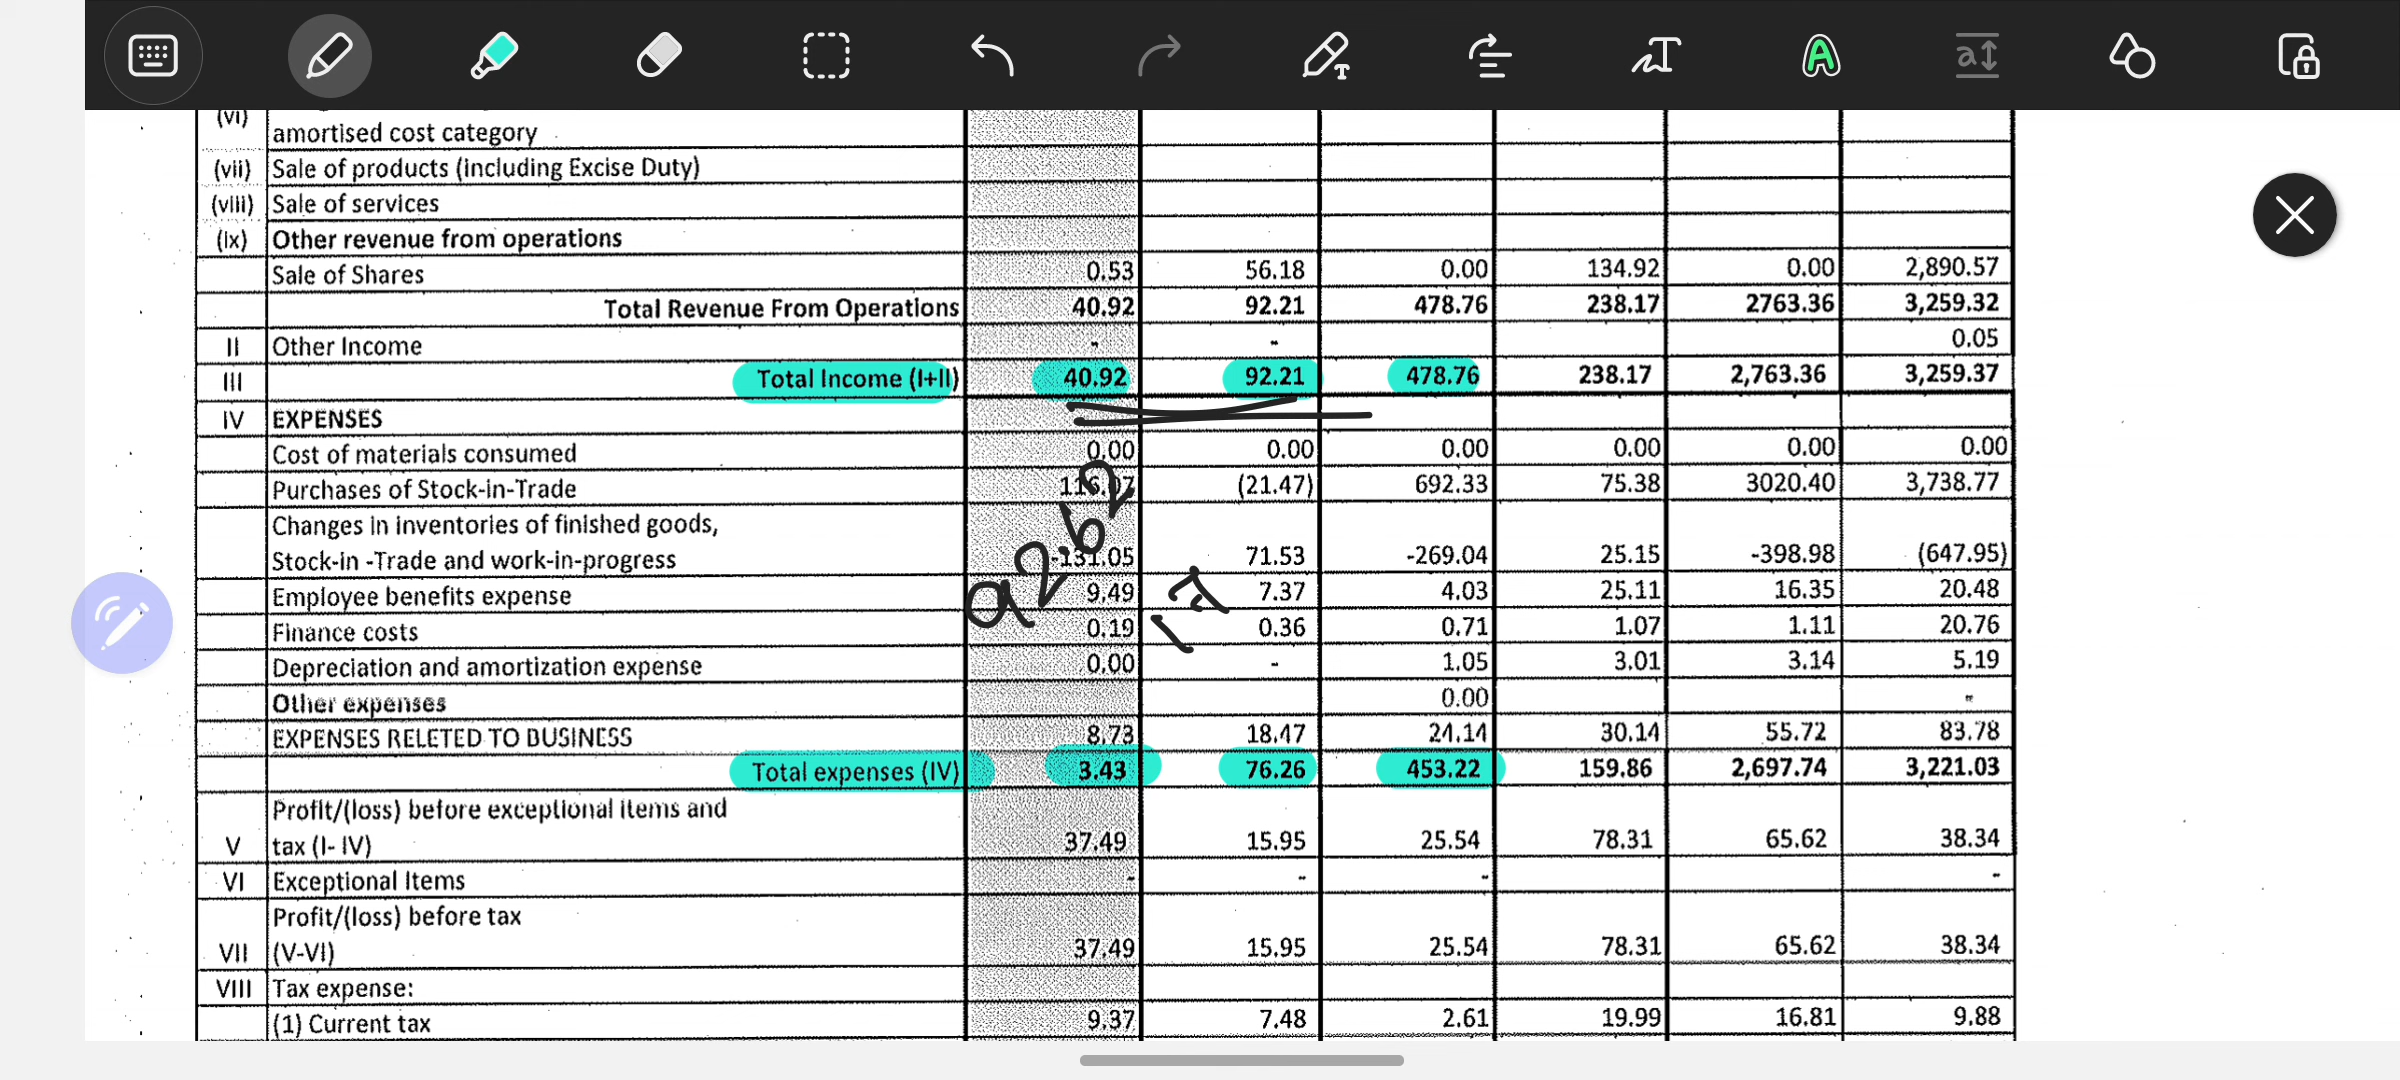 (vi) amortised cost category
(vii) Sale of products (including Excise Duty)
(viii) Sale of services
(ix) Other revenue from operations
Sale of Shares 0.53 56.18 0.00 134.92 0.00 2,890.57
Total Revenue From Operations 40.92 92.21 478.76 238.17 2763.36 3,259.32
II Other Income - - 0.05
III Total Income (I+II) 40.92 92.21 478.76 238.17 2,763.36 3,259.37
IV EXPENSES
Cost of materials consumed 0.00 0.00 0.00 0.00 0.00 0.00
Purchases of Stock-in-Trade 116.07 (21.47) 692.33 75.38 3020.40 3,738.77
Changes in inventories of finished goods,
Stock-in -Trade and work-in-progress -131.05 71.53 -269.04 25.15 -398.98 (647.95)
Employee benefits expense 9.49 7.37 4.03 25.11 16.35 20.48
Finance costs 0.19 0.36 0.71 1.07 1.11 20.76
Depreciation and amortization expense 0.00 - 1.05 3.01 3.14 5.19
Other expenses 0.00 -
EXPENSES RELETED TO BUSINESS 8.73 18.47 24.14 30.14 55.72 83.78
Total expenses (IV) 3.43 76.26 453.22 159.86 2,697.74 3,221.03
Profit/(loss) before exceptional items and
V tax (I- IV) 37.49 15.95 25.54 78.31 65.62 38.34
VI Exceptional Items - - - -
Profit/(loss) before tax
VII (V-VI) 37.49 15.95 25.54 78.31 65.62 38.34
VIII Tax expense:
(1) Current tax 9.37 7.48 2.61 19.99 16.81 9.88